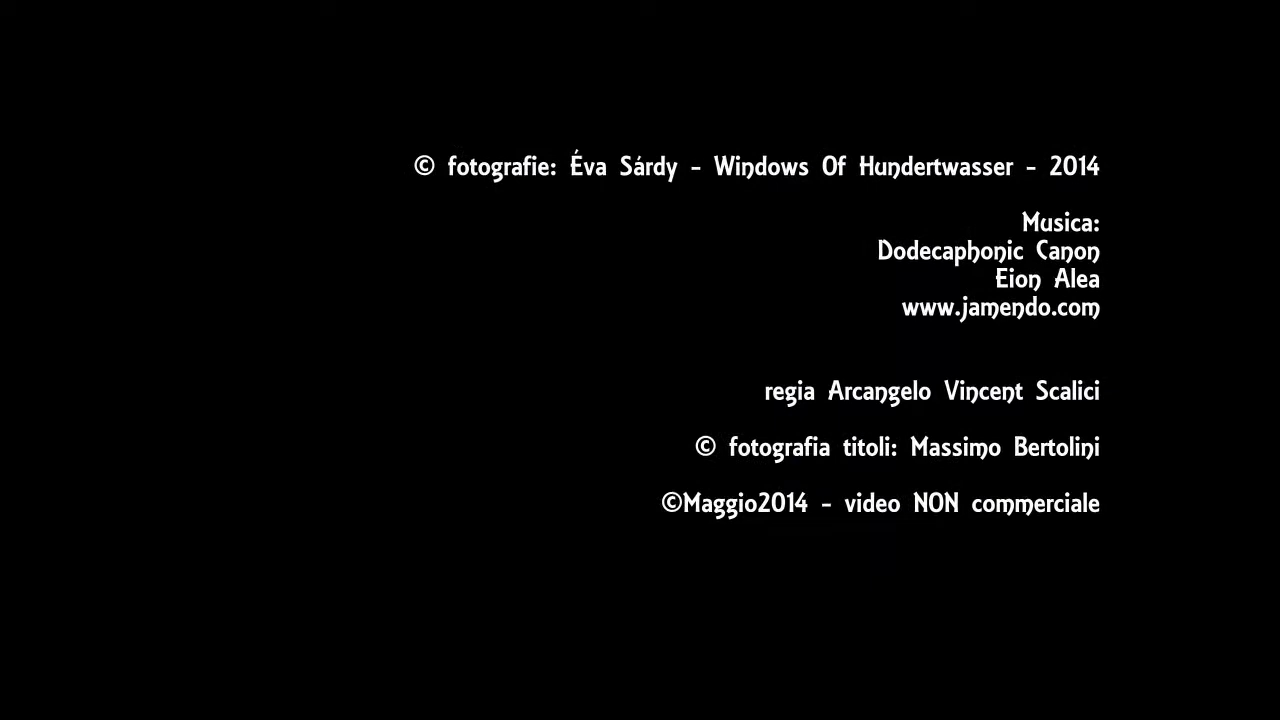 © fotografie: Éva Sárdy - Windows Of Hundertwasser - 2014
Musica:
Dodecaphonic Canon
Eion Alea
www.jamendo.com
regia Arcangelo Vincent Scalici
© fotografia titoli: Massimo Bertolini
©Maggio2014 - video NON commerciale